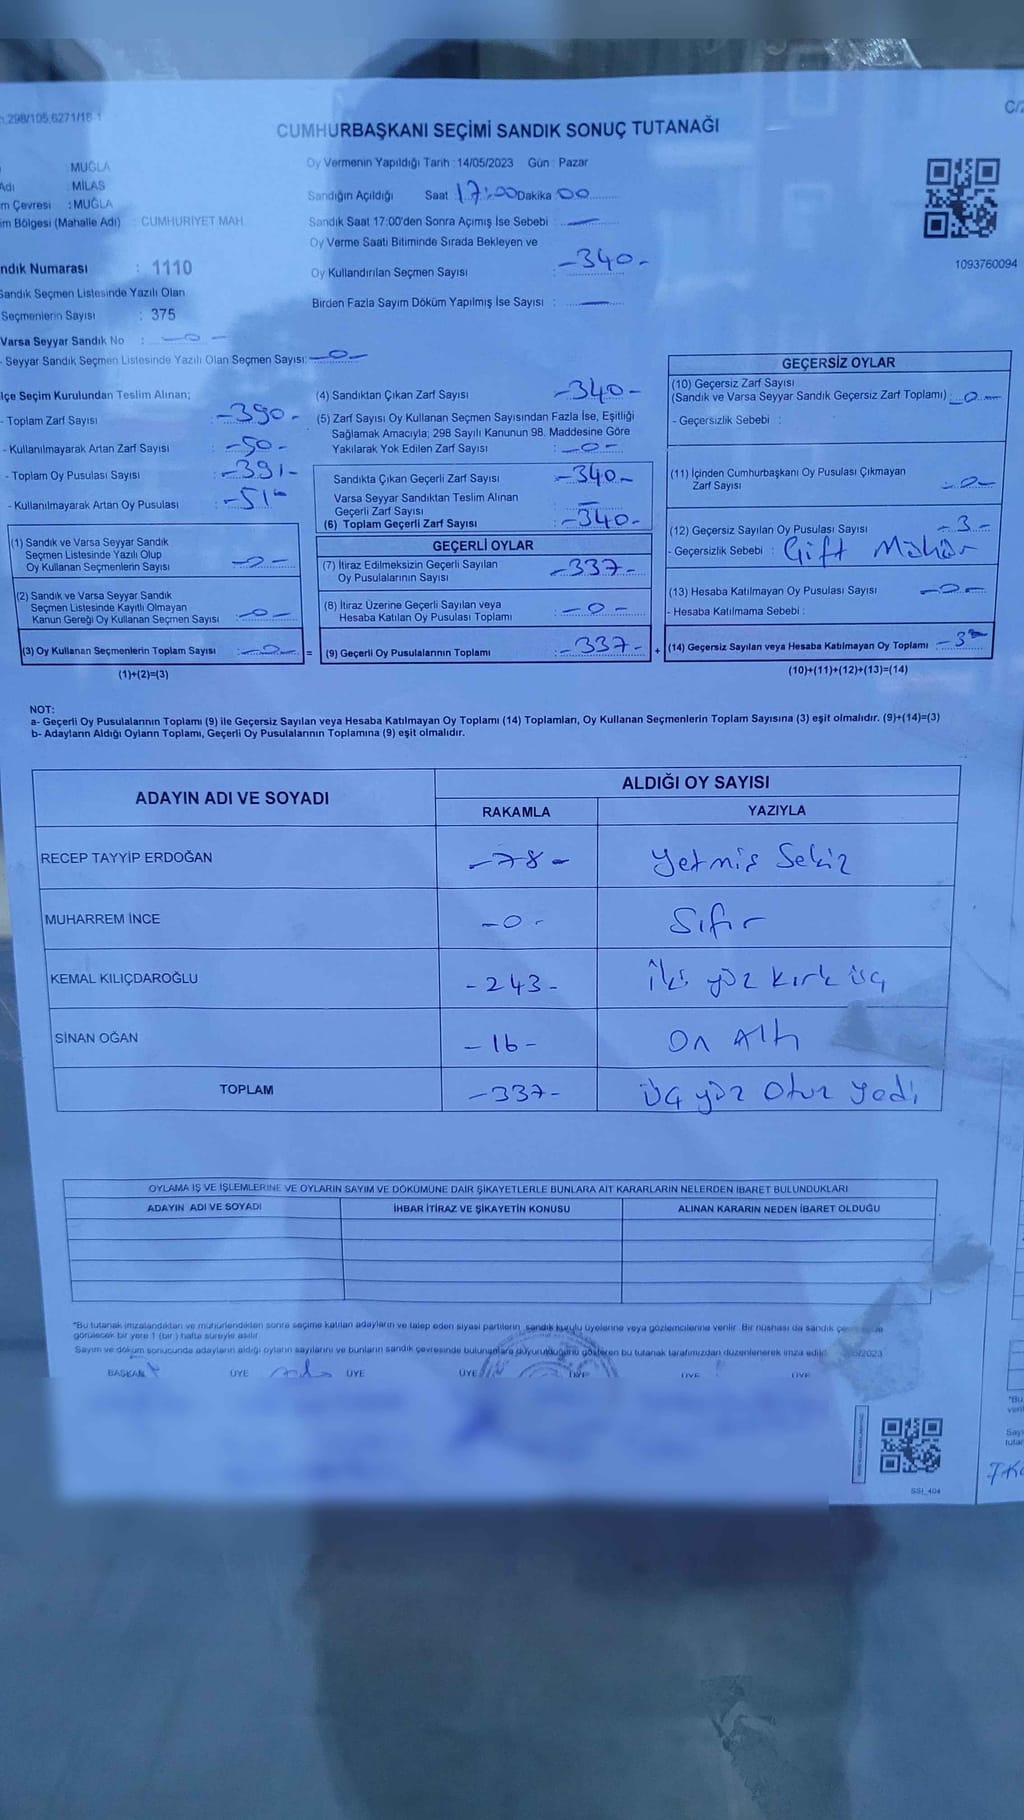 298/105,6271/18-1
C/2
CUMHURBAŞKANI SEÇİMİ SANDIK SONUÇ TUTANAĞI
: MUĞLA
Adı : MİLAS
m Çevresi : MUĞLA
im Bölgesi (Mahalle Adı) : CUMHURİYET MAH.
ndık Numarası : 1110
Sandık Seçmen Listesinde Yazılı Olan
Seçmenlerin Sayısı : 375
Varsa Seyyar Sandık No : -0-
- Seyyar Sandık Seçmen Listesinde Yazılı Olan Seçmen Sayısı: -0-
Oy Vermenin Yapıldığı Tarih : 14/05/2023 Gün : Pazar
Sandığın Açıldığı Saat 17:00 Dakika 00
Sandık Saat 17:00'den Sonra Açımış İse Sebebi : -
Oy Verme Saati Bitiminde Sırada Bekleyen ve
Oy Kullandırılan Seçmen Sayısı : -340-
Birden Fazla Sayım Döküm Yapılmış İse Sayısı : -
1093760094
lçe Seçim Kurulundan Teslim Alınan;
- Toplam Zarf Sayısı : -390-
- Kullanılmayarak Artan Zarf Sayısı : -50-
- Toplam Oy Pusulası Sayısı : -391-
- Kullanılmayarak Artan Oy Pusulası : -51-
(1) Sandık ve Varsa Seyyar Sandık
Seçmen Listesinde Yazılı Olup
Oy Kullanan Seçmenlerin Sayısı : -0-
(2) Sandık ve Varsa Seyyar Sandık
Seçmen Listesinde Kayıtlı Olmayan
Kanun Gereği Oy Kullanan Seçmen Sayısı : -0-
(3) Oy Kullanan Seçmenlerin Toplam Sayısı : -0- =
(1)+(2)=(3)
(4) Sandıktan Çıkan Zarf Sayısı -340-
(5) Zarf Sayısı Oy Kullanan Seçmen Sayısından Fazla İse, Eşitliği
Sağlamak Amacıyla; 298 Sayılı Kanunun 98. Maddesine Göre
Yakılarak Yok Edilen Zarf Sayısı : -0-
Sandıkta Çıkan Geçerli Zarf Sayısı -340-
Varsa Seyyar Sandıktan Teslim Alınan
Geçerli Zarf Sayısı : -
(6) Toplam Geçerli Zarf Sayısı : -340-
GEÇERLİ OYLAR
(7) İtiraz Edilmeksizin Geçerli Sayılan
Oy Pusulalarının Sayısı -337-
(8) İtiraz Üzerine Geçerli Sayılan veya
Hesaba Katılan Oy Pusulası Toplamı : -0-
(9) Geçerli Oy Pusulalarının Toplamı : -337- +
GEÇERSİZ OYLAR
(10) Geçersiz Zarf Sayısı
(Sandık ve Varsa Seyyar Sandık Geçersiz Zarf Toplamı) : -0-
- Geçersizlik Sebebi :
(11) İçinden Cumhurbaşkanı Oy Pusulası Çıkmayan
Zarf Sayısı : -0-
(12) Geçersiz Sayılan Oy Pusulası Sayısı -3-
- Geçersizlik Sebebi : Çift Mühür
(13) Hesaba Katılmayan Oy Pusulası Sayısı : -0-
- Hesaba Katılmama Sebebi :
(14) Geçersiz Sayılan veya Hesaba Katılmayan Oy Toplamı : -3-
(10)+(11)+(12)+(13)=(14)
NOT:
a- Geçerli Oy Pusulalarının Toplamı (9) ile Geçersiz Sayılan veya Hesaba Katılmayan Oy Toplamı (14) Toplamları, Oy Kullanan Seçmenlerin Toplam Sayısına (3) eşit olmalıdır. (9)+(14)=(3)
b- Adayların Aldığı Oyların Toplamı, Geçerli Oy Pusulalarının Toplamına (9) eşit olmalıdır.
ADAYIN ADI VE SOYADI
ALDIĞI OY SAYISI
RAKAMLA YAZIYLA
RECEP TAYYİP ERDOĞAN -78- Yetmiş Sekiz
MUHARREM İNCE -0- Sıfır
KEMAL KILIÇDAROĞLU -243- İki yüz kırk üç
SİNAN OĞAN -16- On Altı
TOPLAM -337- Üç yüz Otuz Yedi
OYLAMA İŞ VE İŞLEMLERİNE VE OYLARIN SAYIM VE DÖKÜMÜNE DAİR ŞİKAYETLERLE BUNLARA AİT KARARLARIN NELERDEN İBARET BULUNDUKLARI
ADAYIN ADI VE SOYADI İHBAR İTİRAZ VE ŞİKAYETİN KONUSU ALINAN KARARIN NEDEN İBARET OLDUĞU
*Bu tutanak imzalandıktan ve mühürlendikten sonra seçime katılan adayların ve talep eden siyasi partilerin sandık kurulu üyelerine veya gözlemcilerine verilir. Bir nüshası da sandık
görülecek bir yere 1 (bir) hafta süreyle asılır.
Sayım ve döküm sonucunda adayların aldığı oyların sayılarını ve bunların sandık çevresinde bulunanlara duyurulduğunu gösteren bu tutanak tarafımızdan düzenlenerek imza edildi. /2023
BAŞKAN ÜYE ÜYE ÜYE ÜYE ÜYE ÜYE
SSI_404
*Bu
veri
Sayı
tutar